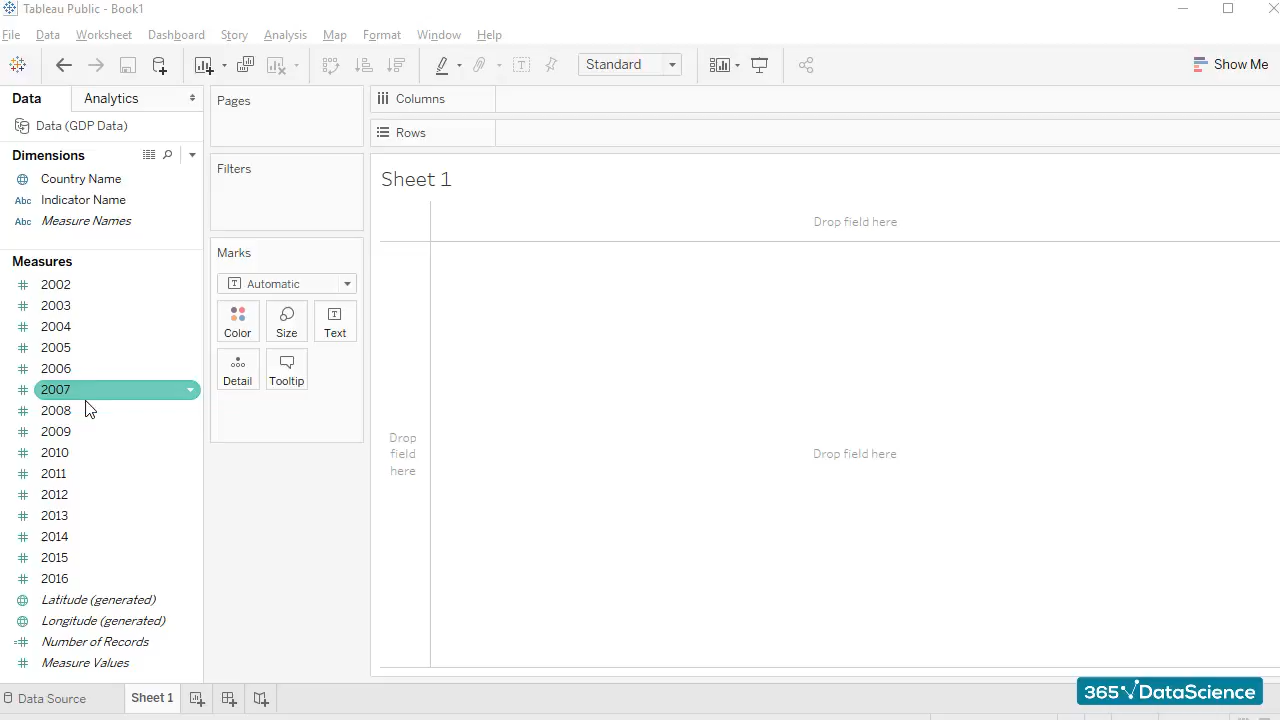 Tableau Public - Book1
File Data Worksheet Dashboard Story Analysis Map Format Window Help
Standard
Show Me
Data Analytics
Data (GDP Data)
Dimensions
Country Name
Abc Indicator Name
Abc Measure Names
Measures
2002
2003
2004
2005
2006
2007
2008
2009
2010
2011
2012
2013
2014
2015
2016
Latitude (generated)
Longitude (generated)
Number of Records
Measure Values
Pages
Filters
Marks
Automatic
Color Size Text
Detail Tooltip
Columns
Rows
Sheet 1
Drop field here
Drop
field
here
Drop field here
Data Source Sheet 1
365 DataScience